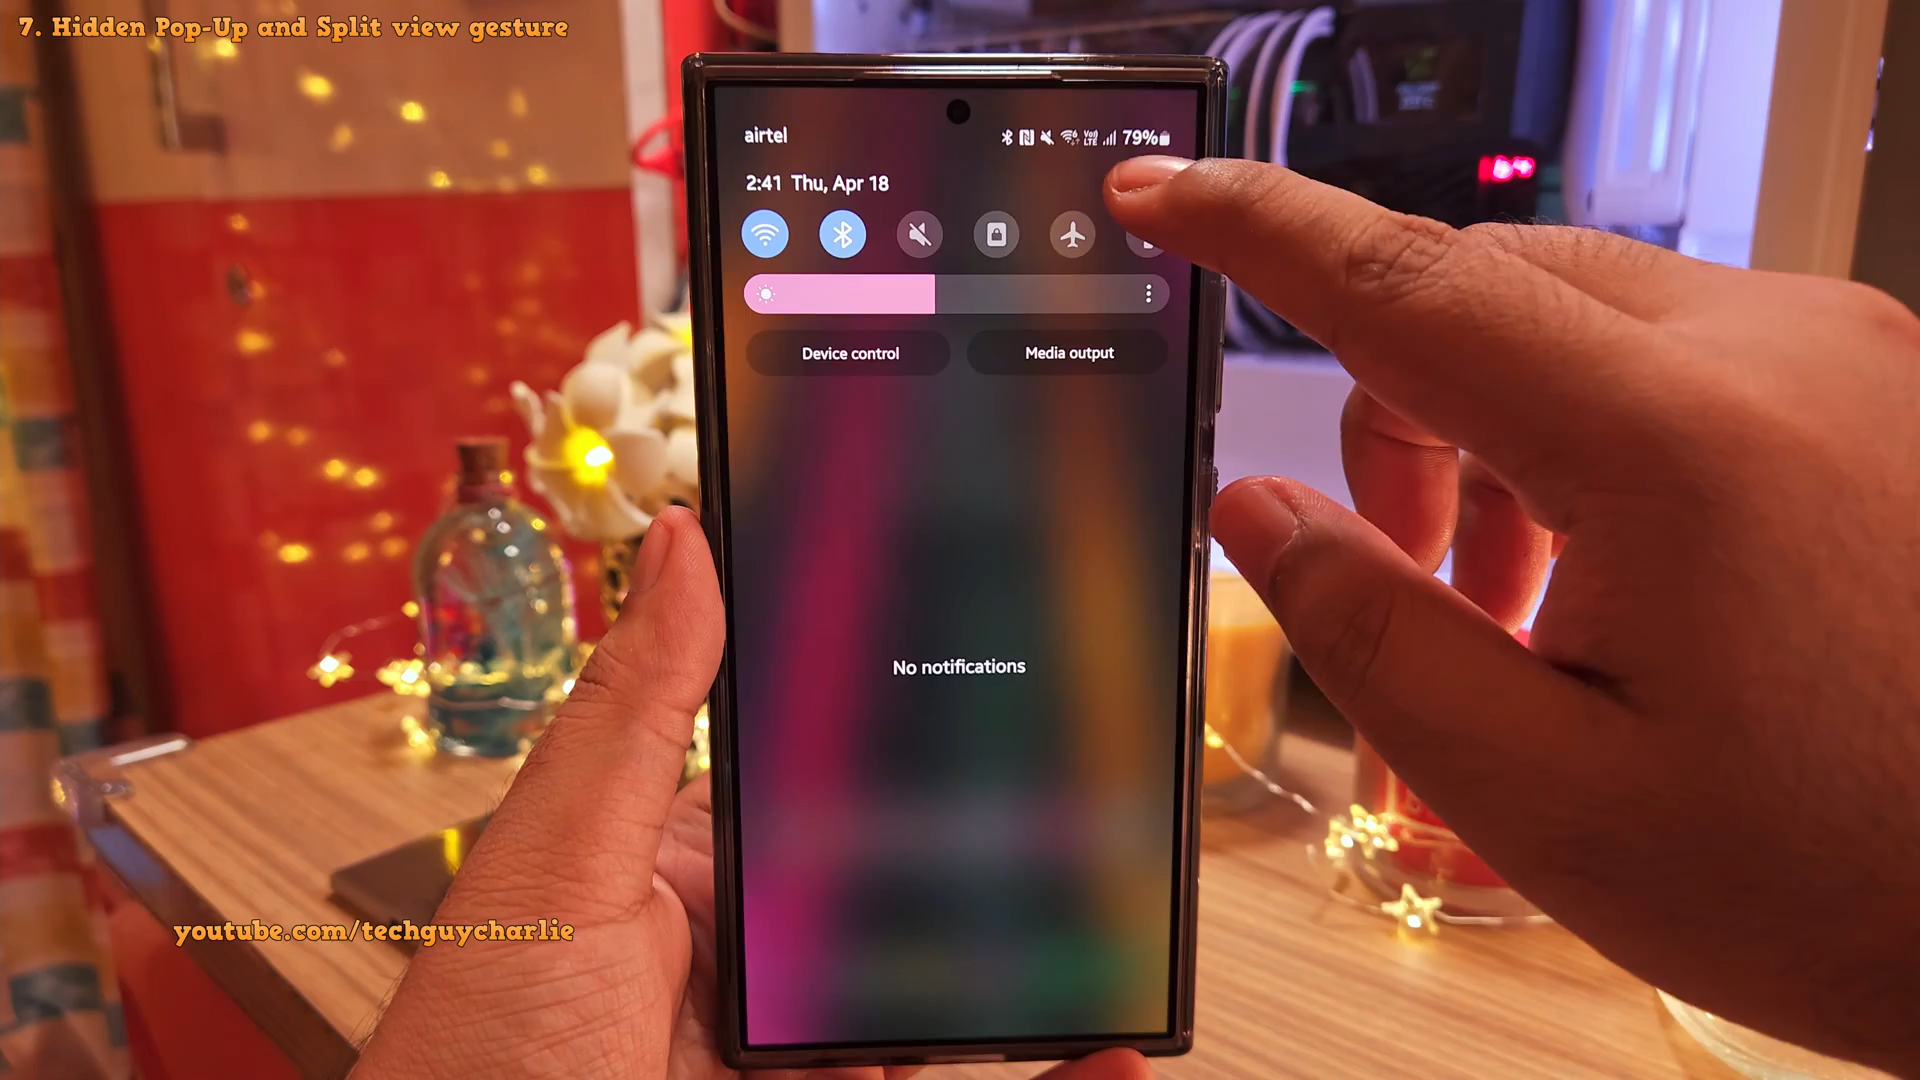 7. Hidden Pop-Up and Split view gesture
airtel
79%
2:41 Thu, Apr 18
Device control
Media output
No notifications
youtube.com/techguycharlie